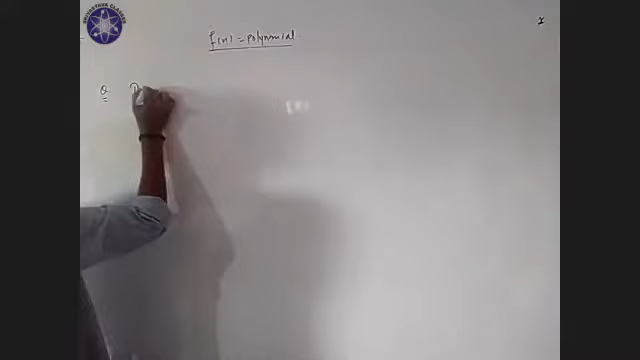 f(x) = Polynomial
x
Q